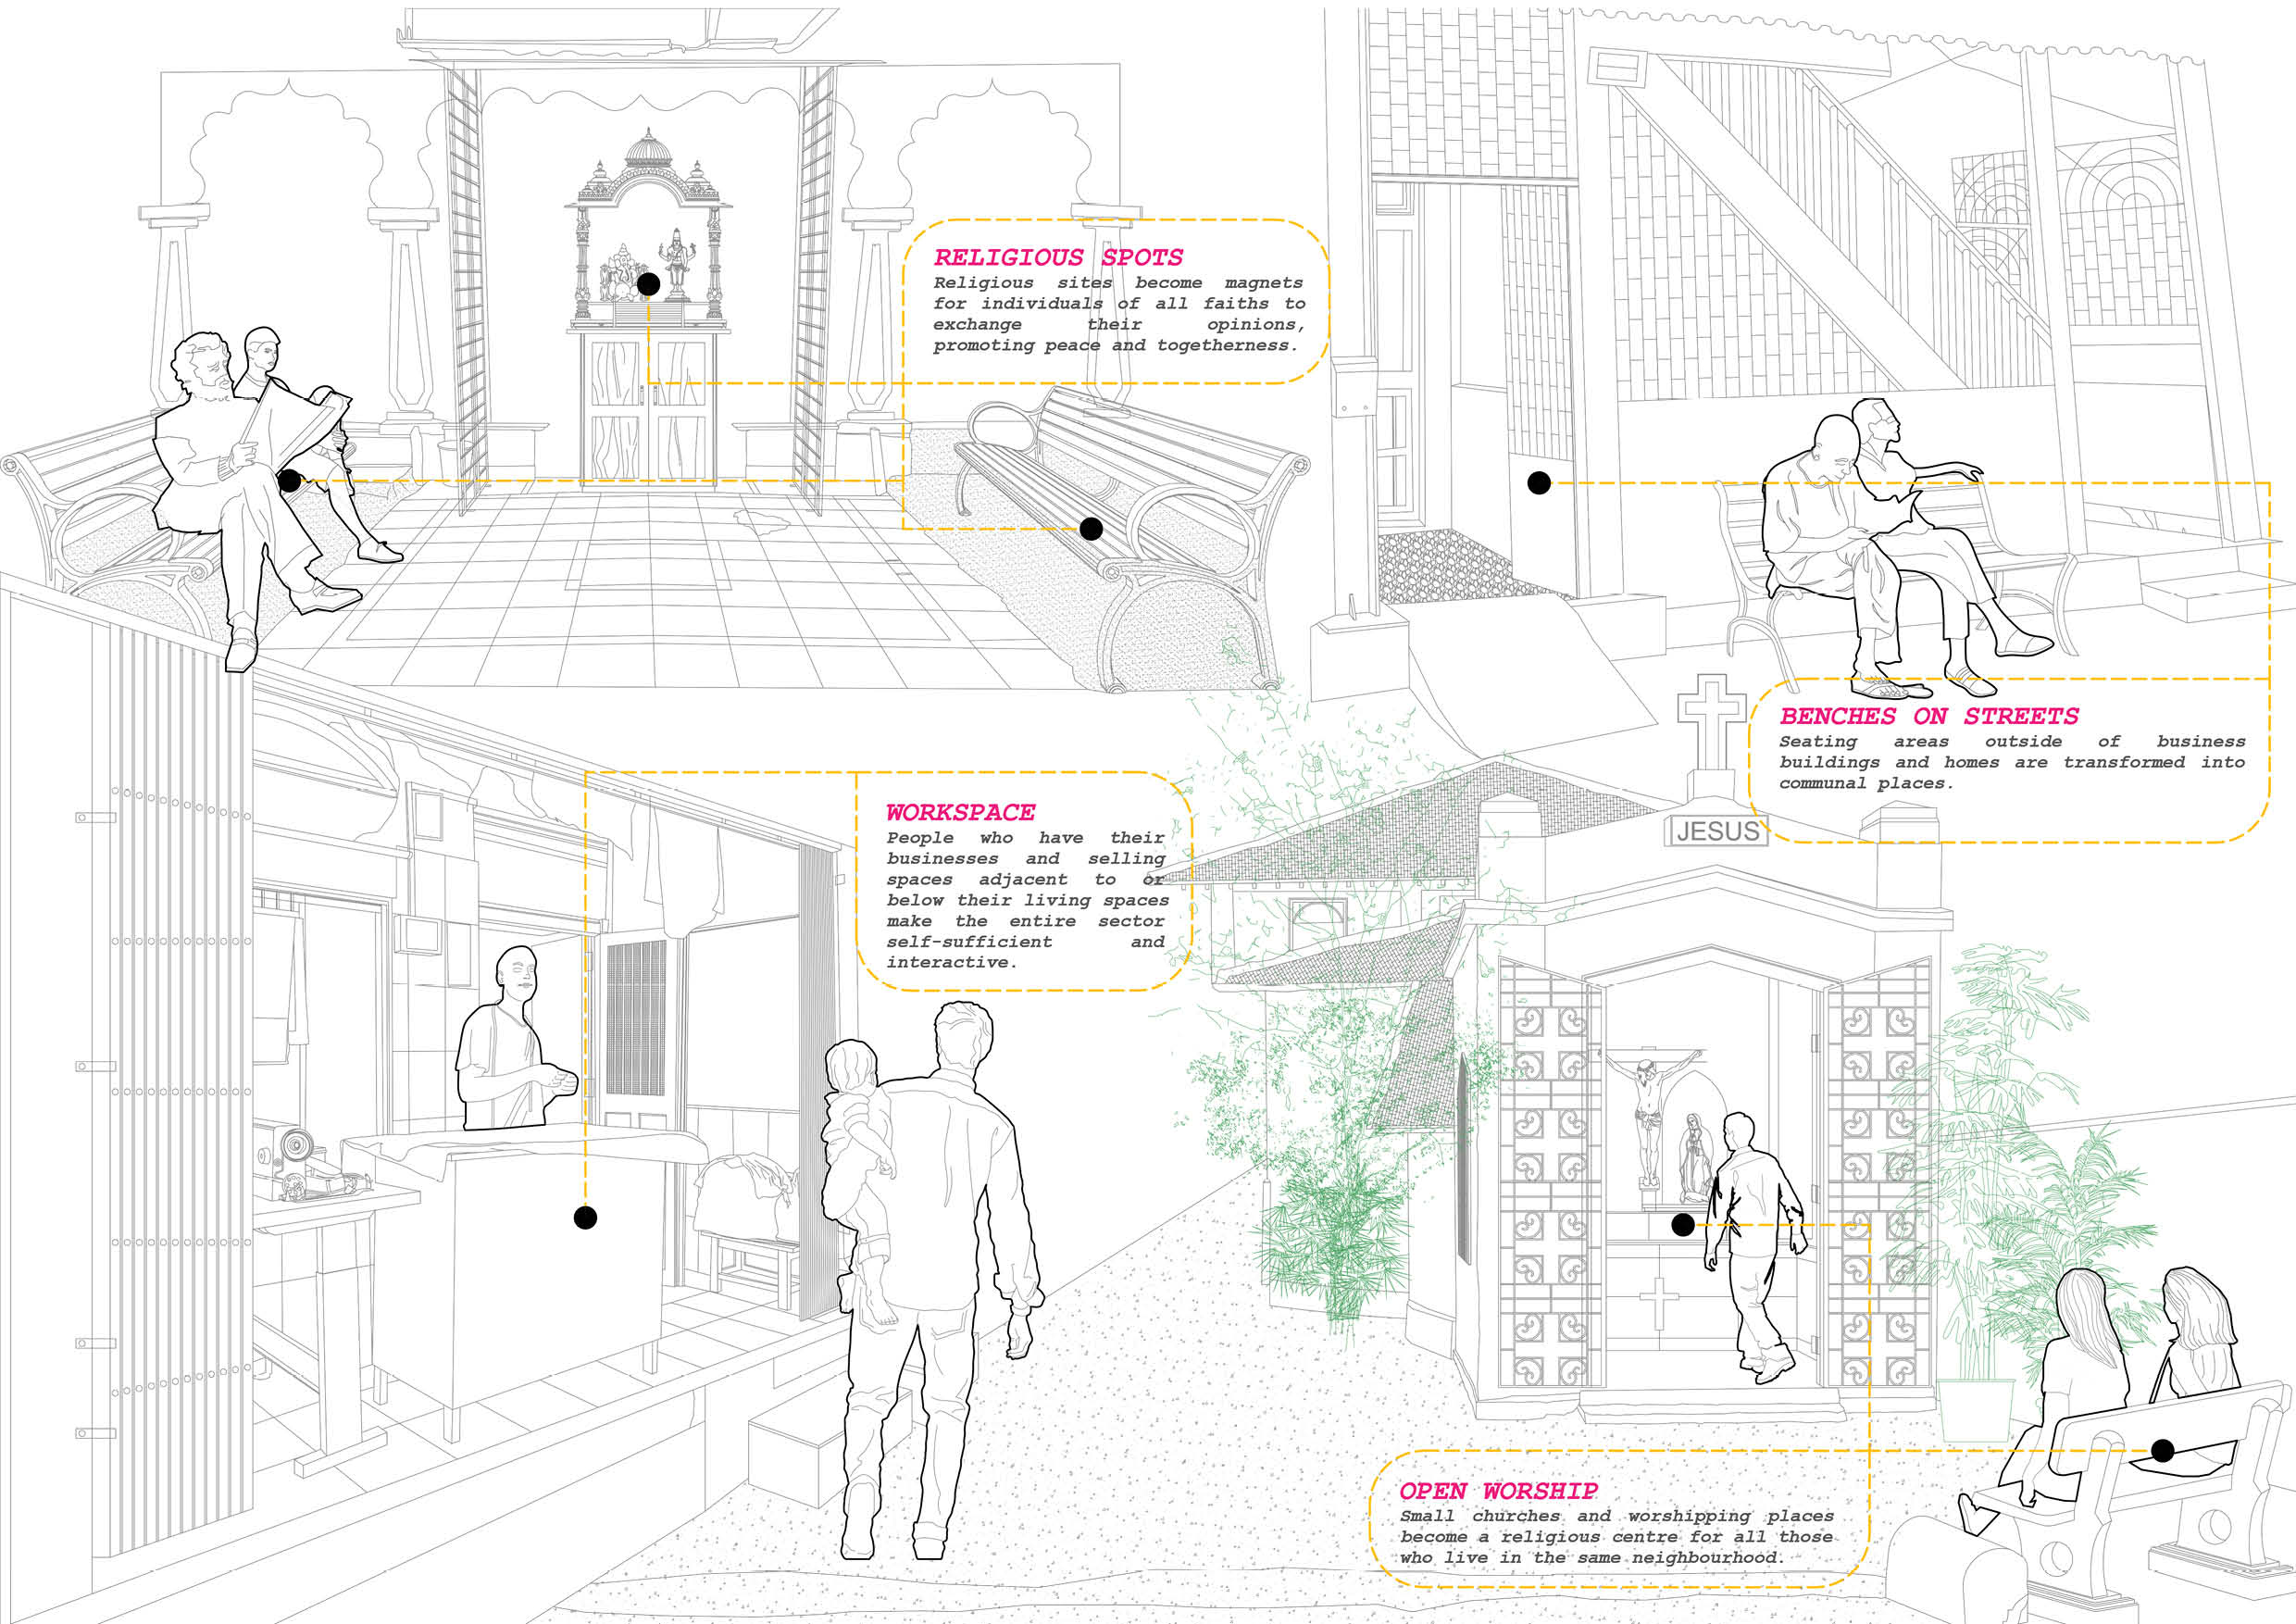 RELIGIOUS SPOTS
Religious sites become magnets
for individuals of all faiths to
exchange their opinions,
promoting peace and togetherness.
BENCHES ON STREETS
Seating areas outside of business
buildings and homes are transformed into
communal places.
WORKSPACE
People who have their
businesses and selling
spaces adjacent to or
below their living spaces
make the entire sector
self-sufficient and
interactive.
JESUS
OPEN WORSHIP
Small churches and worshipping places
become a religious centre for all those
who live in the same neighbourhood.